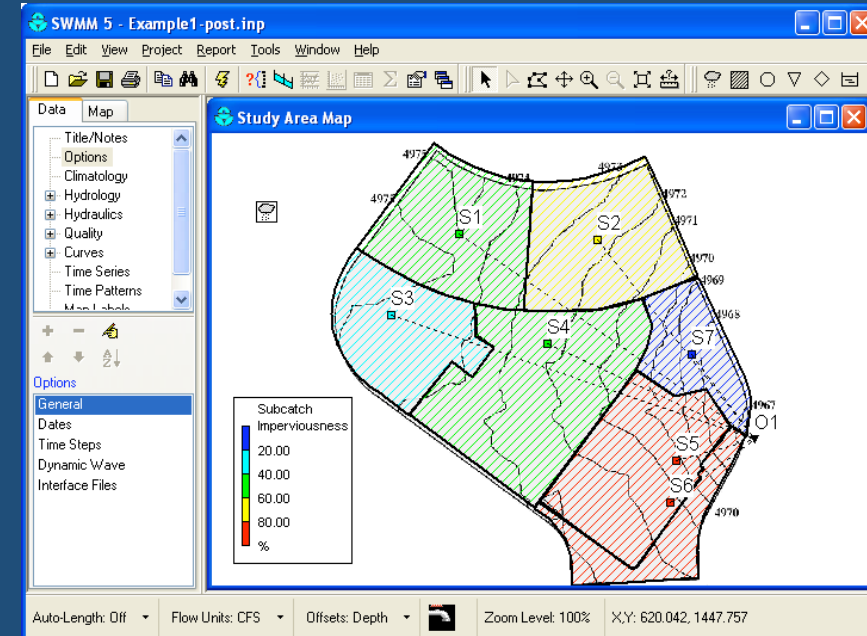 SWMM 5 - Example1-post.inp
File Edit View Project Report Tools Window Help
Data Map
Title/Notes
Options
Climatology
Hydrology
Hydraulics
Quality
Curves
Time Series
Time Patterns
Map Labels
Options
General
Dates
Time Steps
Dynamic Wave
Interface Files
Study Area Map
4975
4974
4973
4972
4971
4970
4969
4968
4967
4970
S1
S2
S3
S4
S7
O1
S5
S6
Subcatch
Imperviousness
20.00
40.00
60.00
80.00
%
Auto-Length: Off Flow Units: CFS Offsets: Depth Zoom Level: 100% X,Y: 620.042, 1447.757